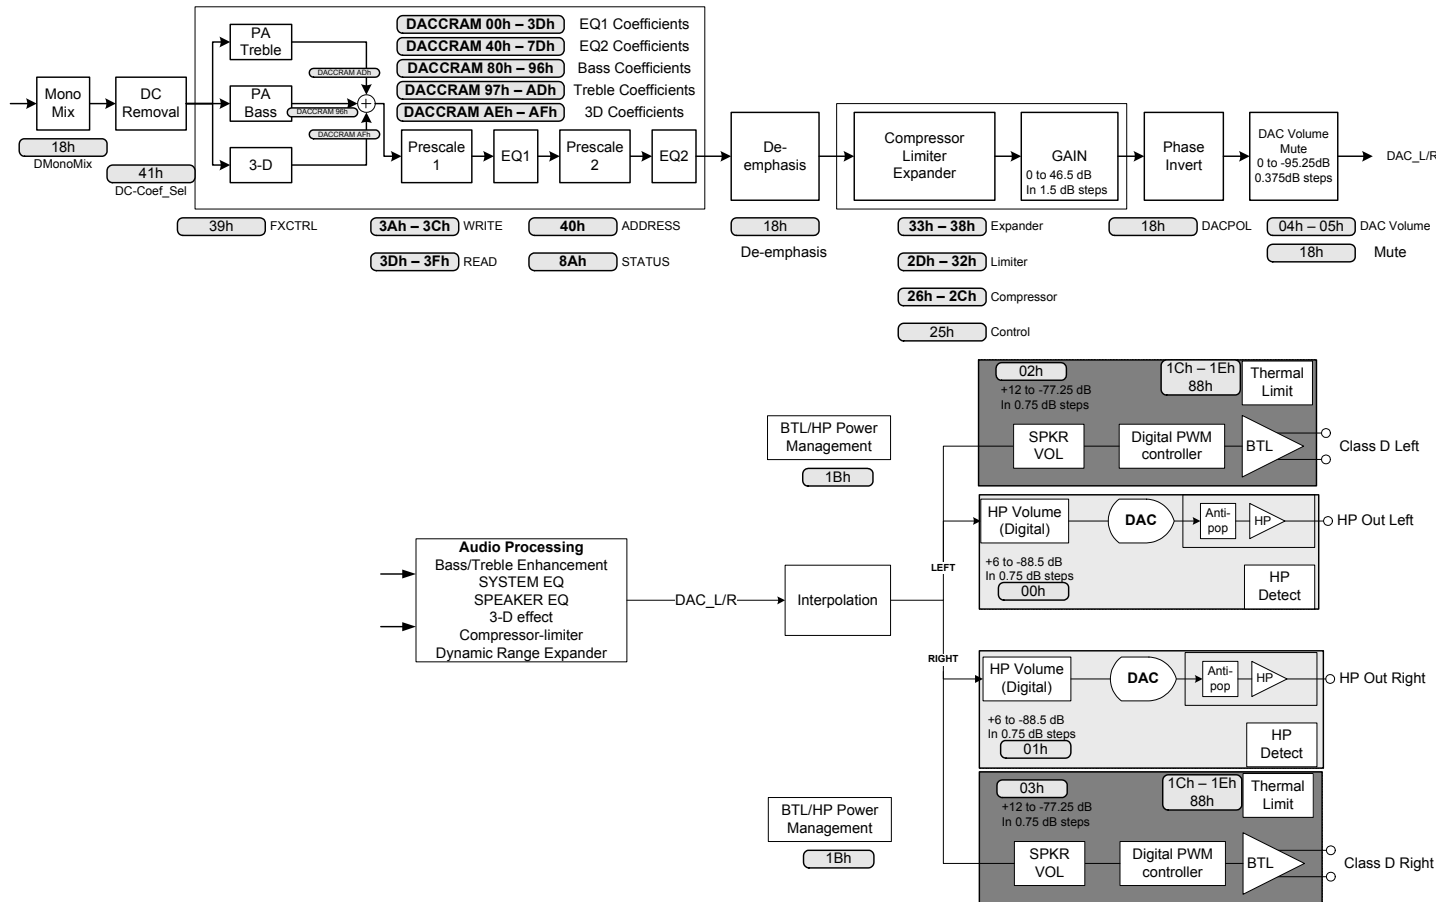 PA
Treble
DACCRAM 00h – 3Dh
EQ1 Coefficients
DACCRAM 40h – 7Dh
EQ2 Coefficients
DACCRAM 80h – 96h
Bass Coefficients
DACCRAM 97h – ADh
Treble Coefficients
DACCRAM AEh – AFh
3D Coefficients
DACCRAM ADh
Mono
Mix
DC
Removal
PA
Bass
DACCRAM 96h
DACCRAM AFh
3-D
Prescale
1
EQ1
Prescale
2
EQ2
De-
emphasis
Compressor
Limiter
Expander
GAIN
0 to 46.5 dB
In 1.5 dB steps
Phase
Invert
DAC Volume
Mute
0 to -95.25dB
0.375dB steps
DAC_L/R
18h
DMonoMix
41h
DC-Coef_Sel
39h
FXCTRL
3Ah – 3Ch
WRITE
40h
ADDRESS
3Dh – 3Fh
READ
8Ah
STATUS
18h
De-emphasis
33h – 38h
Expander
2Dh – 32h
Limiter
26h – 2Ch
Compressor
25h
Control
18h
DACPOL
04h – 05h
DAC Volume
18h
Mute
02h
+12 to -77.25 dB
In 0.75 dB steps
1Ch – 1Eh
88h
Thermal
Limit
BTL/HP Power
Management
1Bh
SPKR
VOL
Digital PWM
controller
BTL
Class D Left
HP Volume
(Digital)
DAC
Anti-
pop
HP
HP Out Left
+6 to -88.5 dB
In 0.75 dB steps
00h
HP
Detect
LEFT
Audio Processing
Bass/Treble Enhancement
SYSTEM EQ
SPEAKER EQ
3-D effect
Compressor-limiter
Dynamic Range Expander
DAC_L/R
Interpolation
RIGHT
HP Volume
(Digital)
DAC
Anti-
pop
HP
HP Out Right
+6 to -88.5 dB
In 0.75 dB steps
01h
HP
Detect
03h
+12 to -77.25 dB
In 0.75 dB steps
1Ch – 1Eh
88h
Thermal
Limit
BTL/HP Power
Management
1Bh
SPKR
VOL
Digital PWM
controller
BTL
Class D Right